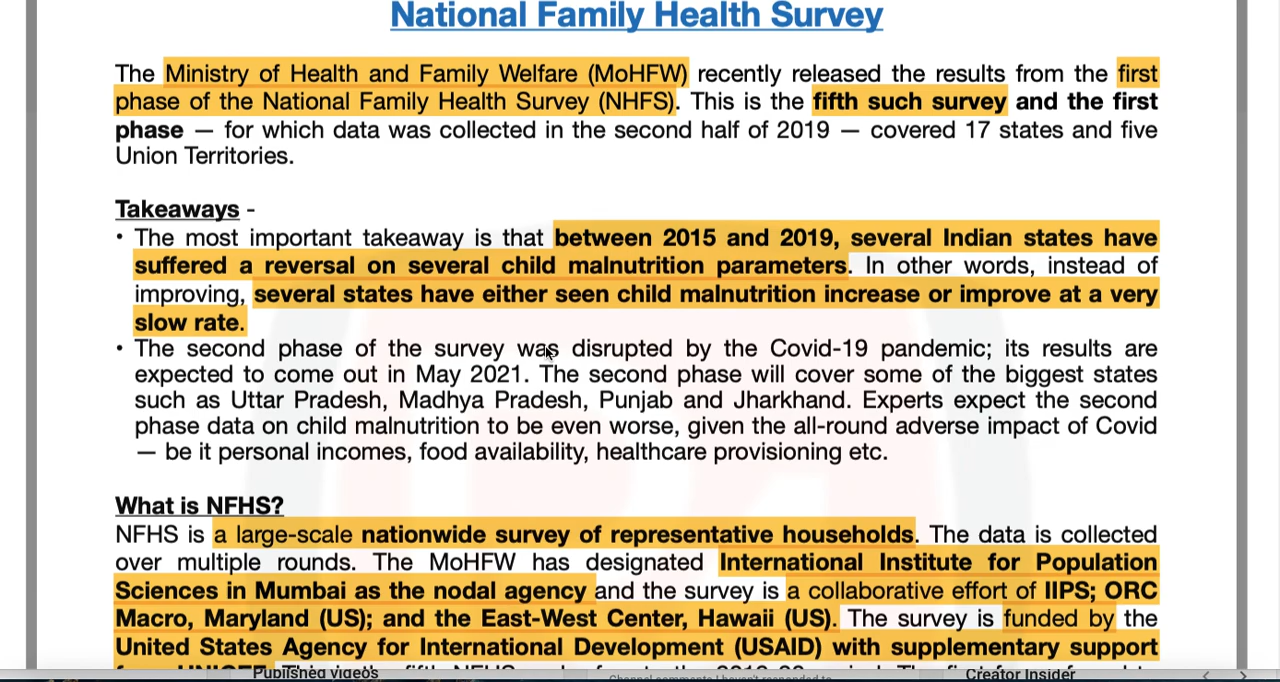 National Family Health Survey
The Ministry of Health and Family Welfare (MoHFW) recently released the results from the first
phase of the National Family Health Survey (NHFS). This is the fifth such survey and the first
phase — for which data was collected in the second half of 2019 — covered 17 states and five
Union Territories.
Takeaways -
• The most important takeaway is that between 2015 and 2019, several Indian states have
suffered a reversal on several child malnutrition parameters. In other words, instead of
improving, several states have either seen child malnutrition increase or improve at a very
slow rate.
• The second phase of the survey was disrupted by the Covid-19 pandemic; its results are
expected to come out in May 2021. The second phase will cover some of the biggest states
such as Uttar Pradesh, Madhya Pradesh, Punjab and Jharkhand. Experts expect the second
phase data on child malnutrition to be even worse, given the all-round adverse impact of Covid
— be it personal incomes, food availability, healthcare provisioning etc.
What is NFHS?
NFHS is a large-scale nationwide survey of representative households. The data is collected
over multiple rounds. The MoHFW has designated International Institute for Population
Sciences in Mumbai as the nodal agency and the survey is a collaborative effort of IIPS; ORC
Macro, Maryland (US); and the East-West Center, Hawaii (US). The survey is funded by the
United States Agency for International Development (USAID) with supplementary support
Published videos
Creator Insider